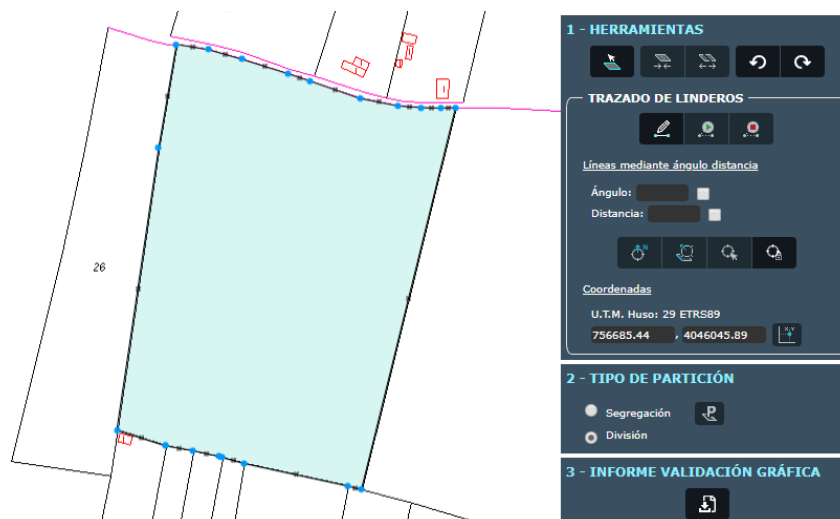 26
1 - HERRAMIENTAS
TRAZADO DE LINDEROS
Líneas mediante ángulo distancia
Ángulo:
Distancia:
N
Coordenadas
U.T.M. Huso: 29 ETRS89
756685.44 , 4046045.89
X,Y
2 - TIPO DE PARTICIÓN
Segregación
P
División
3 - INFORME VALIDACIÓN GRÁFICA